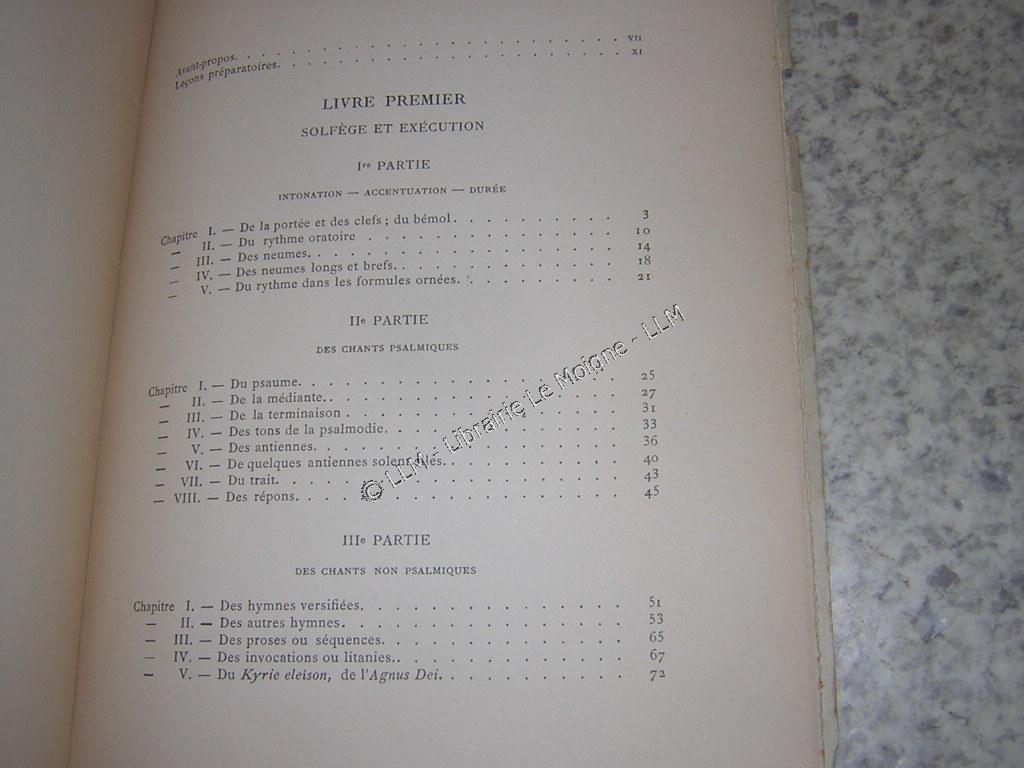 Avant-propos. . . . . . . . . . . . . . . . . . . . . . . VII
Leçons préparatoires. . . . . . . . . . . . . . . . . . . . XI
LIVRE PREMIER
SOLFÈGE ET EXÉCUTION
Ire PARTIE
INTONATION — ACCENTUATION — DURÉE
Chapitre I. — De la portée et des clefs ; du bémol. . . . . . . . . . 3
— II. — Du rythme oratoire . . . . . . . . . . . . . . 10
— III. — Des neumes. . . . . . . . . . . . . . . . . 14
— IV. — Des neumes longs et brefs. . . . . . . . . . . . 18
— V. — Du rythme dans les formules ornées. . . . . . . . . 21
IIe PARTIE
DES CHANTS PSALMIQUES
Chapitre I. — Du psaume. . . . . . . . . . . . . . . . . 25
— II. — De la médiante. . . . . . . . . . . . . . . . 27
— III. — De la terminaison . . . . . . . . . . . . . . . 31
— IV. — Des tons de la psalmodie. . . . . . . . . . . . . 33
— V. — Des antiennes. . . . . . . . . . . . . . . . . 36
— VI. — De quelques antiennes solennelles. . . . . . . . . . 40
— VII. — Du trait. . . . . . . . . . . . . . . . . . . 43
— VIII. — Des répons. . . . . . . . . . . . . . . . . . 45
IIIe PARTIE
DES CHANTS NON PSALMIQUES
Chapitre I. — Des hymnes versifiées. . . . . . . . . . . . . . 51
— II. — Des autres hymnes. . . . . . . . . . . . . . . 53
— III. — Des proses ou séquences. . . . . . . . . . . . . 65
— IV. — Des invocations ou litanies. . . . . . . . . . . . . 67
— V. — Du Kyrie eleison, de l'Agnus Dei. . . . . . . . . . 72
© LLM - Librairie Le Moigne - LLM